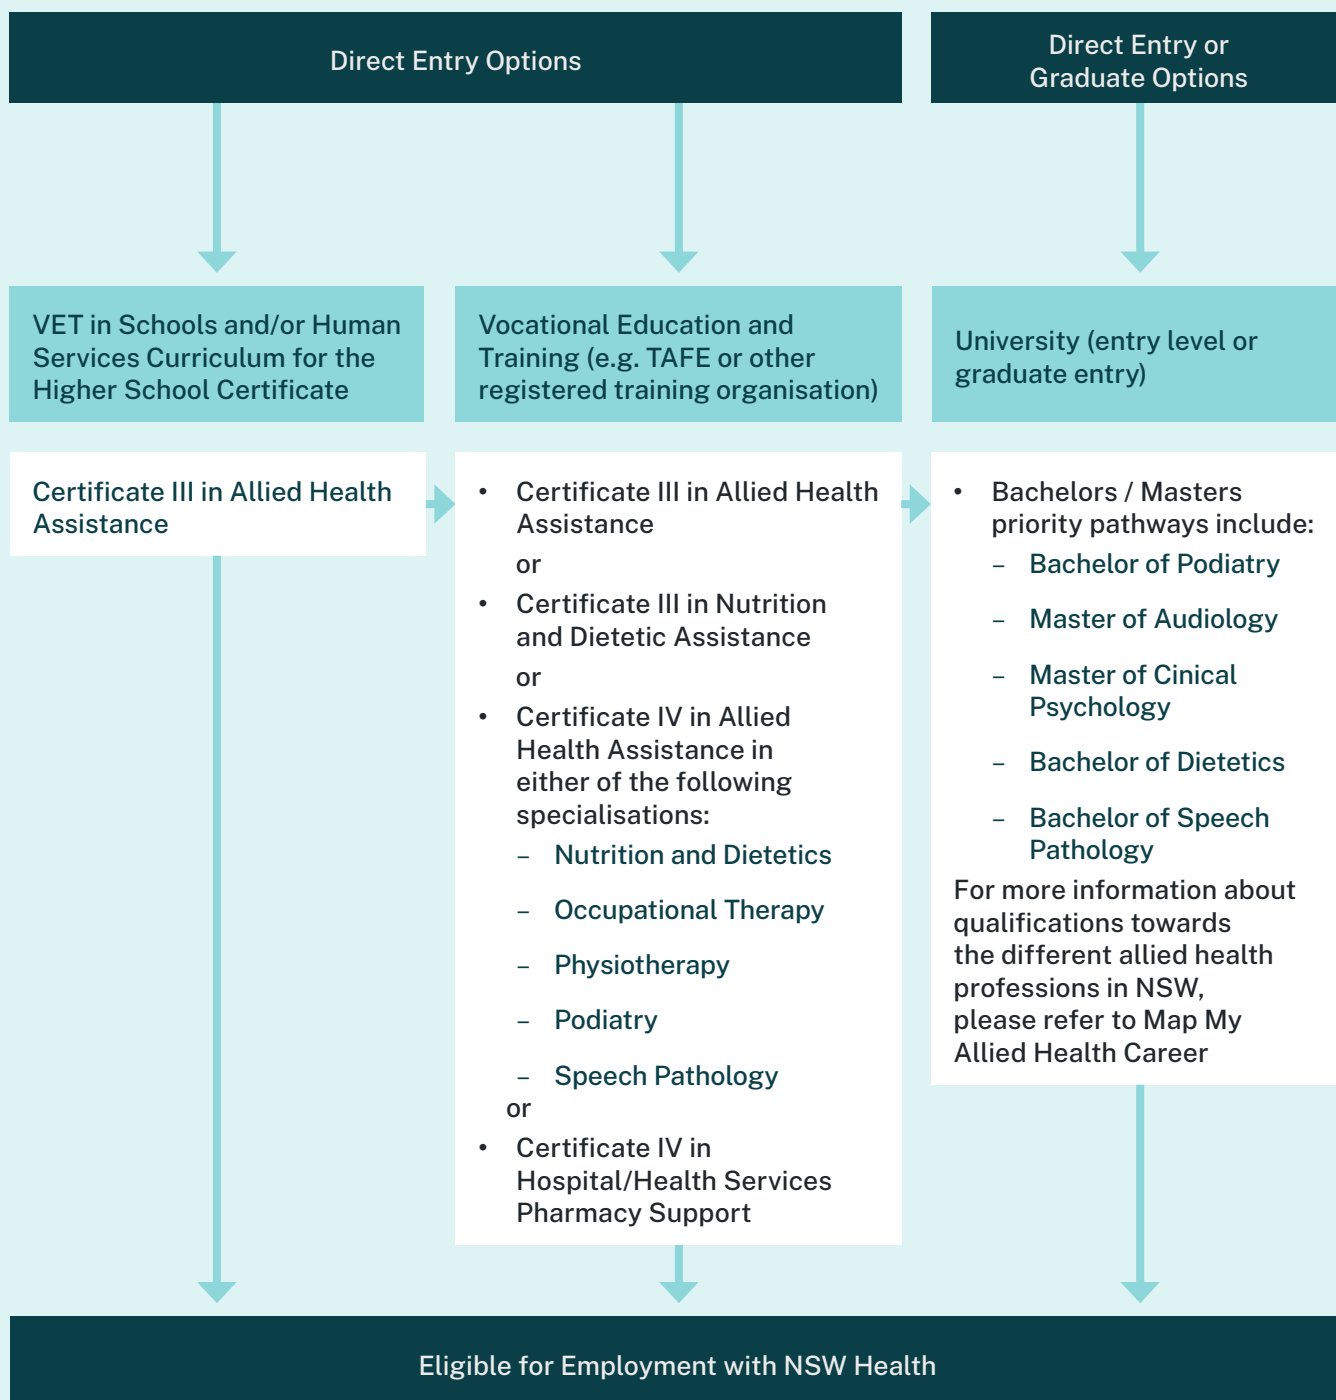 Direct Entry Options
Direct Entry or
Graduate Options
VET in Schools and/or Human
Services Curriculum for the
Higher School Certificate
Vocational Education and
Training (e.g. TAFE or other
registered training organisation)
University (entry level or
graduate entry)
Certificate III in Allied Health
Assistance
• Certificate III in Allied Health
Assistance
or
• Certificate III in Nutrition
and Dietetic Assistance
or
• Certificate IV in Allied
Health Assistance in
either of the following
specialisations:
– Nutrition and Dietetics
– Occupational Therapy
– Physiotherapy
– Podiatry
– Speech Pathology
or
• Certificate IV in
Hospital/Health Services
Pharmacy Support
• Bachelors / Masters
priority pathways include:
– Bachelor of Podiatry
– Master of Audiology
– Master of Cinical
Psychology
– Bachelor of Dietetics
– Bachelor of Speech
Pathology
For more information about
qualifications towards
the different allied health
professions in NSW,
please refer to Map My
Allied Health Career
Eligible for Employment with NSW Health